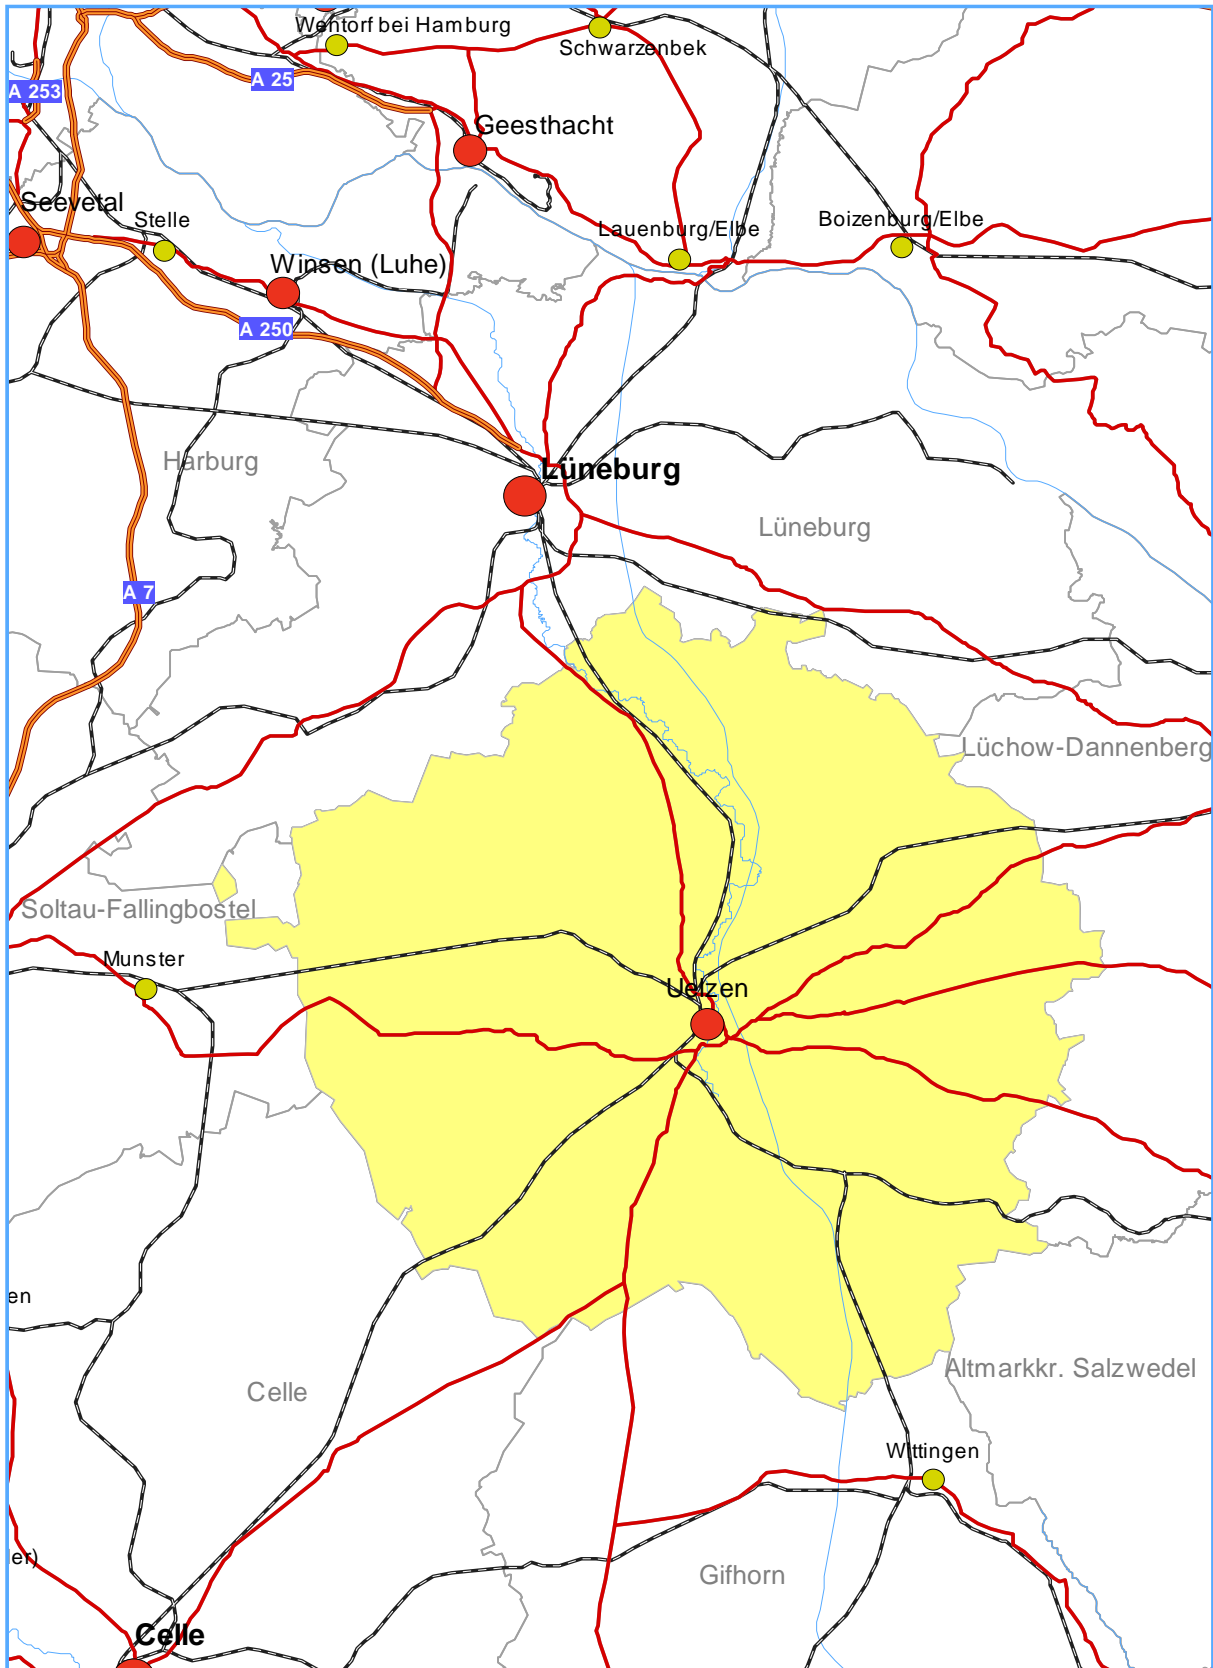 Wentorf bei Hamburg
Schwarzenbek
A 25
A 253
Geesthacht
Seevetal
Stelle
Lauenburg/Elbe
Boizenburg/Elbe
Winsen (Luhe)
A 250
Harburg
Lüneburg
Lüneburg
A 7
Lüchow-Dannenberg
Soltau-Fallingbostel
Munster
Uelzen
en
Altmarkkr. Salzwedel
Celle
Wittingen
er)
Gifhorn
Celle